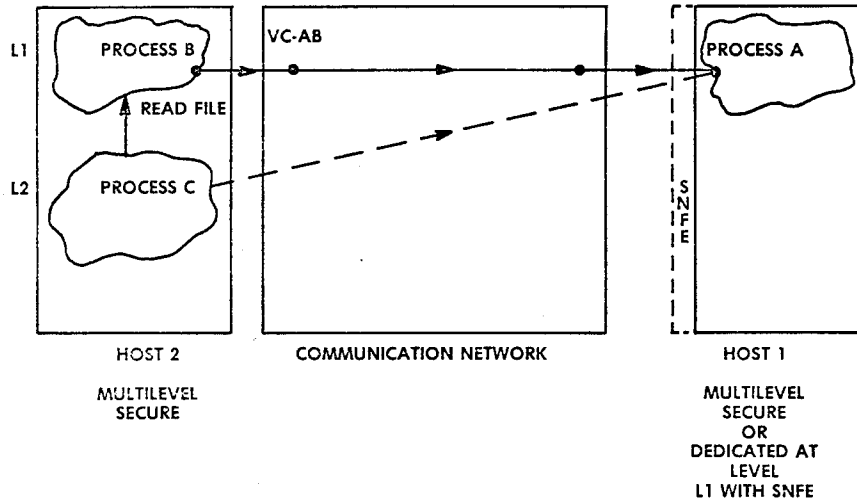 L1
PROCESS B
VC-AB
PROCESS A
READ FILE
L2
PROCESS C
SNFE
HOST 2
COMMUNICATION NETWORK
HOST 1
MULTILEVEL
SECURE
MULTILEVEL
SECURE
OR
DEDICATED AT
LEVEL
L1 WITH SNFE